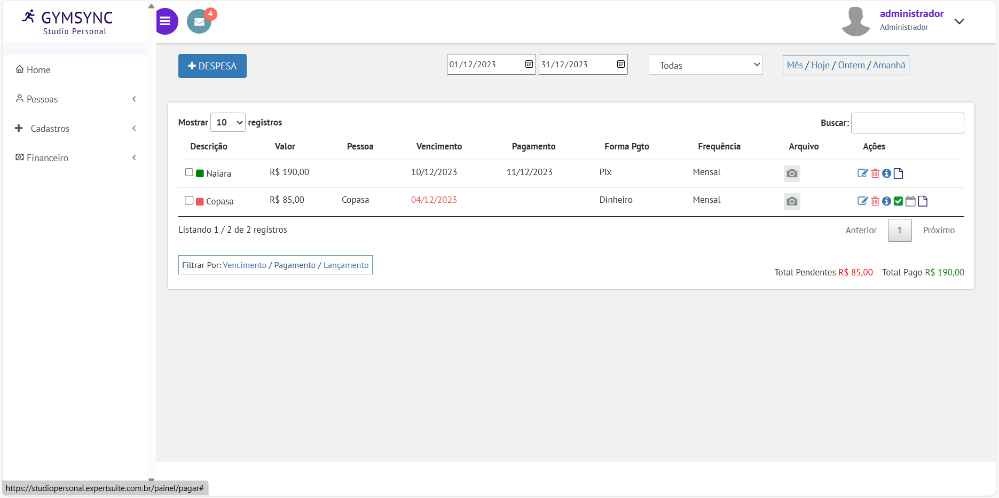 GYMSYNC
Studio Personal
4
administrador
Administrador
Home
Pessoas
Cadastros
Financeiro
DESPESA
01/12/2023 31/12/2023 Todas Mês / Hoje / Ontem / Amanhã
Mostrar 10 registros Buscar:
Descrição Valor Pessoa Vencimento Pagamento Forma Pgto Frequência Arquivo Ações
Naiara R$ 190,00 10/12/2023 11/12/2023 Pix Mensal
Copasa R$ 85,00 Copasa 04/12/2023 Dinheiro Mensal
Listando 1 / 2 de 2 registros Anterior 1 Próximo
Filtrar Por: Vencimento / Pagamento / Lançamento
Total Pendentes R$ 85,00 Total Pago R$ 190,00
https://studiopersonal.expertsuite.com.br/painel/pagar#